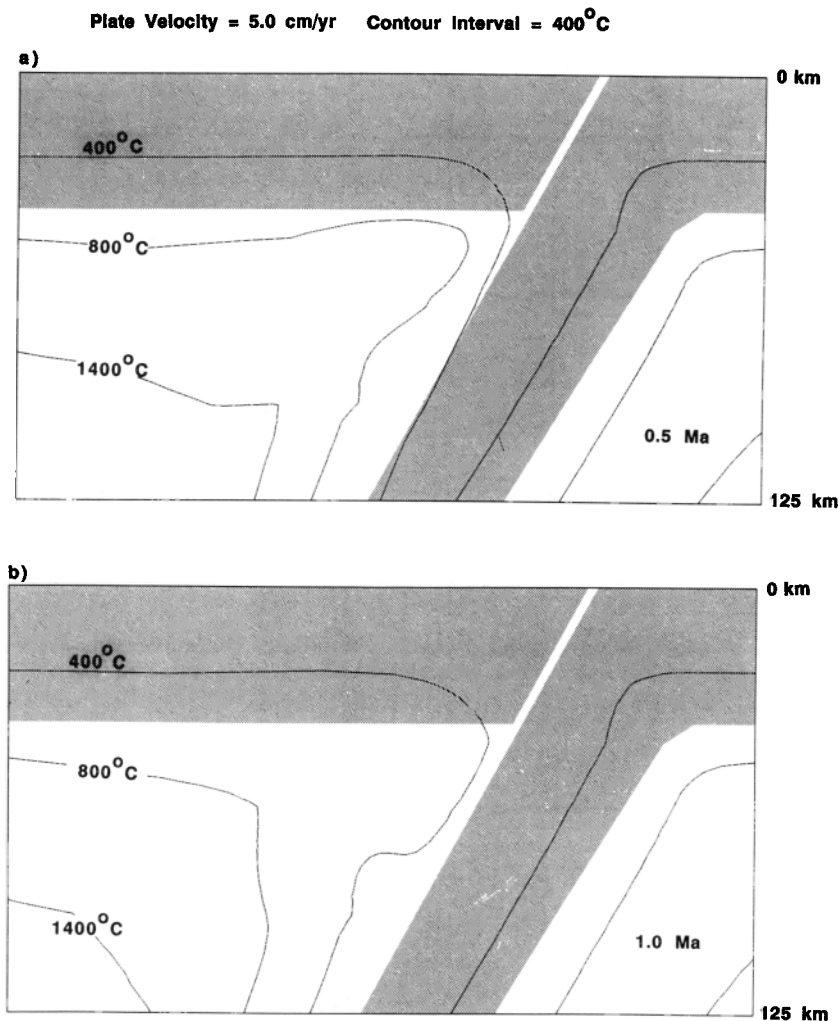 Plate Velocity = 5.0 cm/yr Contour Interval = 400°C
a)
0 km
400°C
800°C
1400°C
0.5 Ma
125 km
b)
0 km
400°C
800°C
1400°C
1.0 Ma
125 km